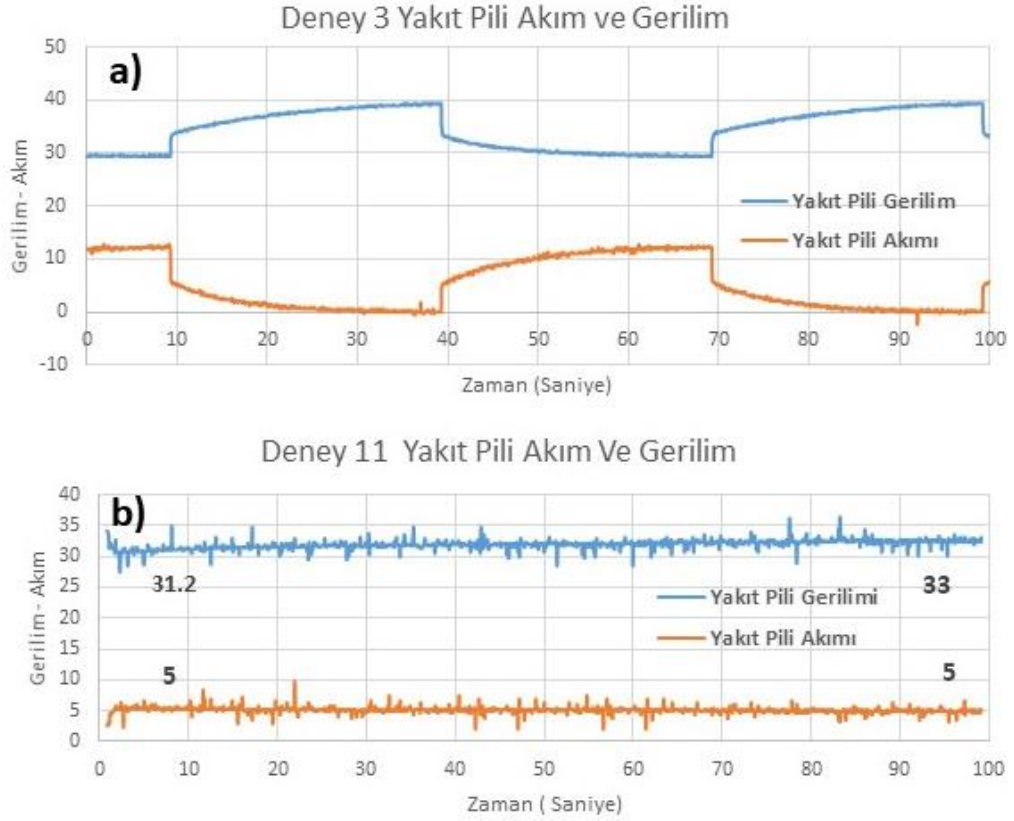 Deney 3 Yakıt Pili Akım ve Gerilim
a)
Gerilim - Akım
50
40
30
20
10
0
-10
Yakıt Pili Gerilim
Yakıt Pili Akımı
0 10 20 30 40 50 60 70 80 90 100
Zaman (Saniye)
Deney 11 Yakıt Pili Akım Ve Gerilim
b)
Gerilim - Akım
40
35
30
25
20
15
10
5
0
31.2
33
Yakıt Pili Gerilimi
Yakıt Pili Akımı
5
5
0 10 20 30 40 50 60 70 80 90 100
Zaman ( Saniye)